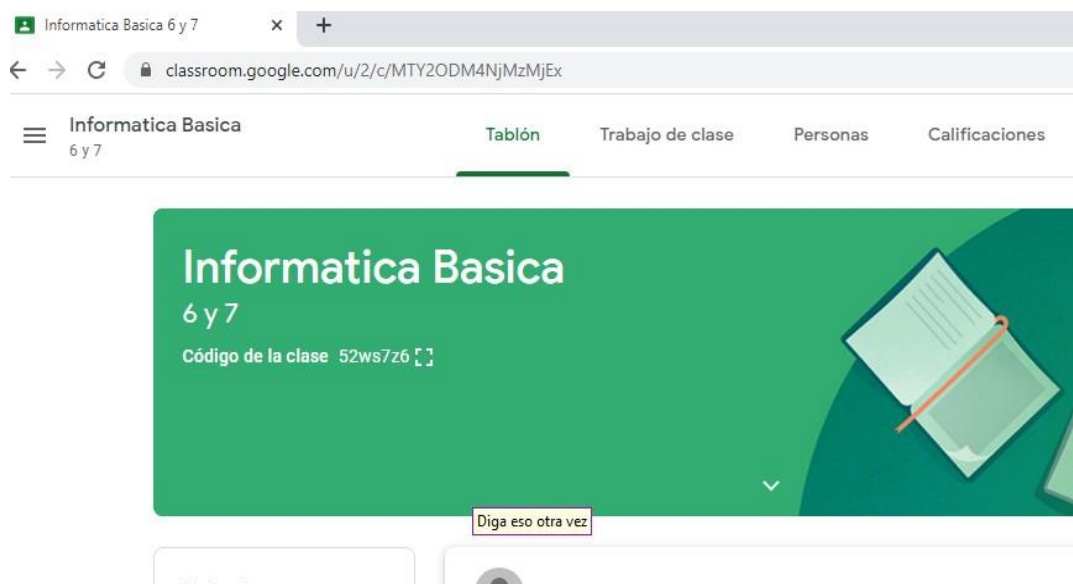 Informatica Basica 6 y 7
classroom.google.com/u/2/c/MTY2ODM4NjMzMjEx
Informatica Basica
6 y 7
Tablón Trabajo de clase Personas Calificaciones
Informatica Basica
6 y 7
Código de la clase 52ws7z6
Diga eso otra vez